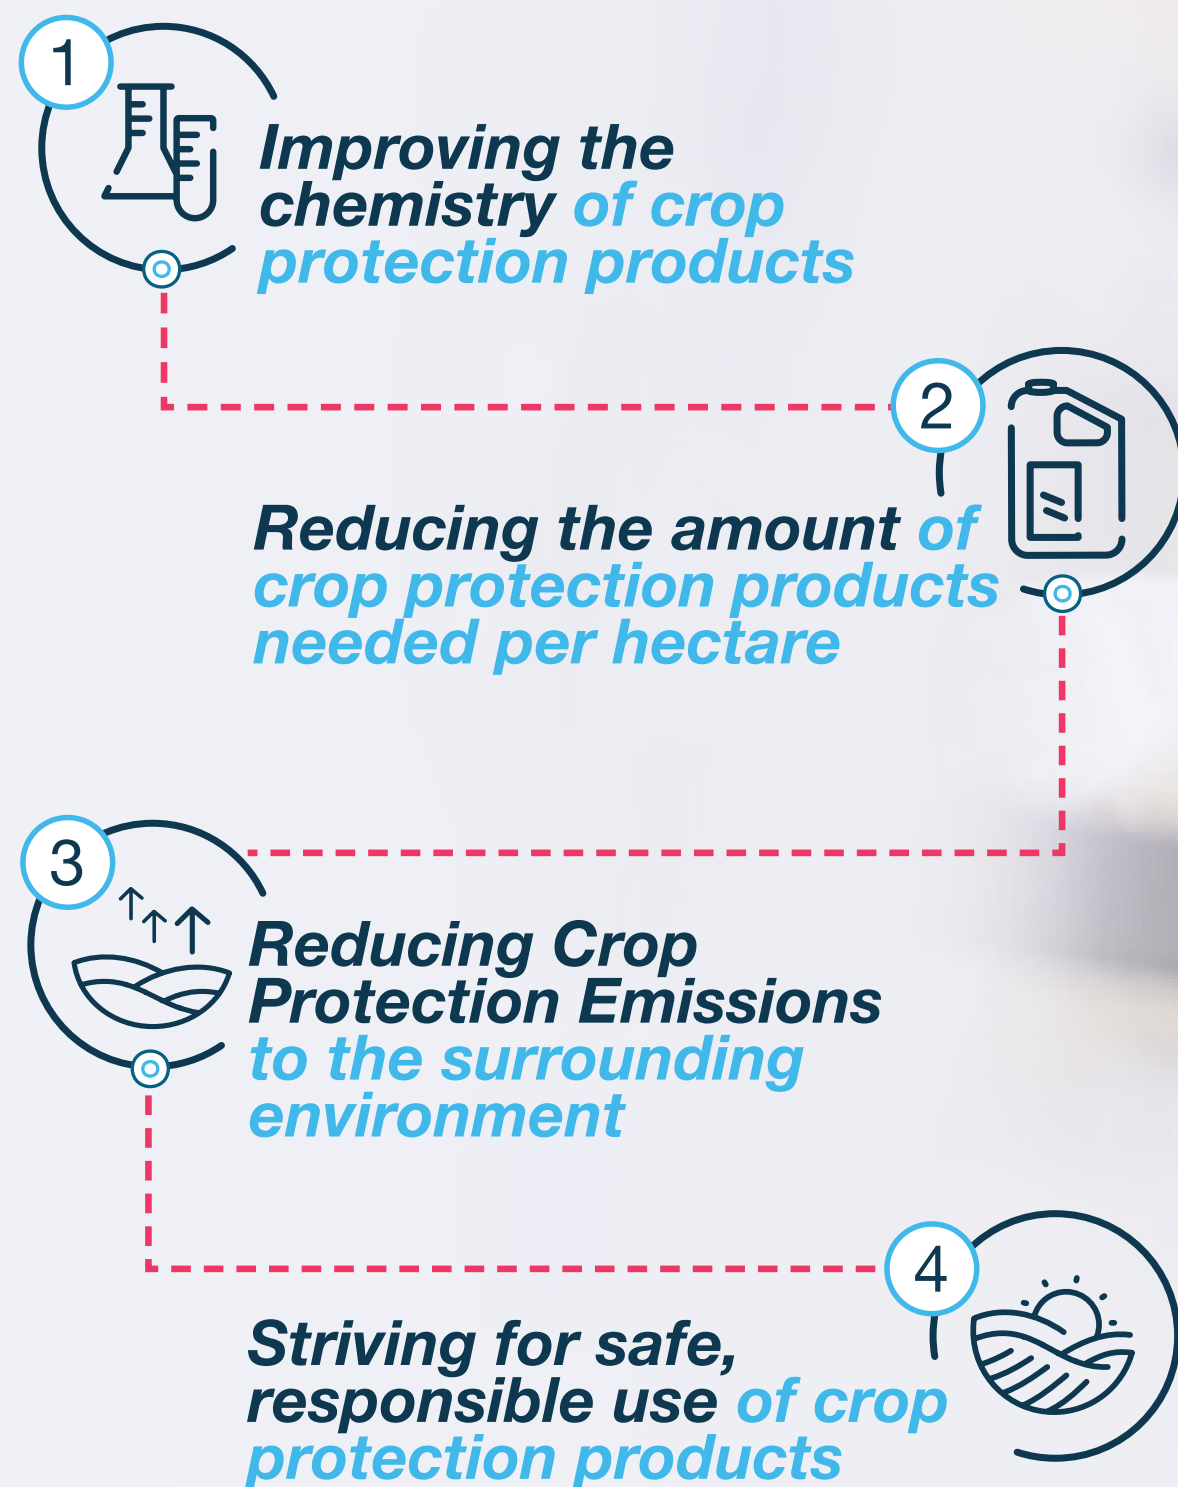 1
Improving the
chemistry of crop
protection products
2
Reducing the amount of
crop protection products
needed per hectare
3
Reducing Crop
Protection Emissions
to the surrounding
environment
4
Striving for safe,
responsible use of crop
protection products